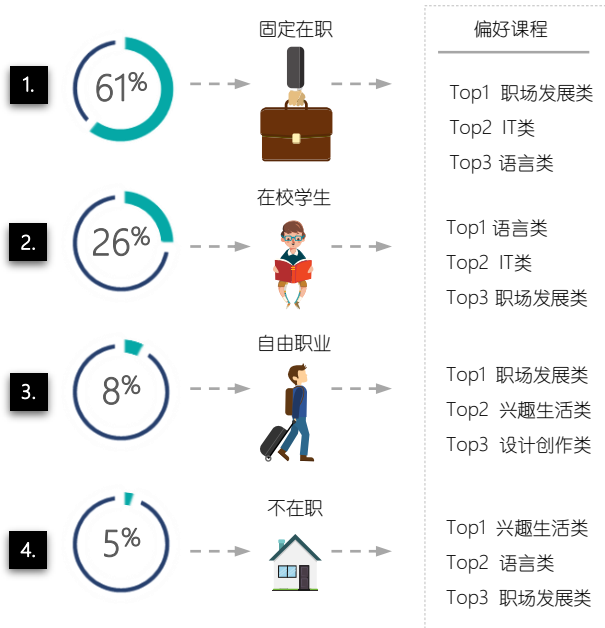 固定在职
偏好课程
1.
61%
Top1 职场发展类
Top2 IT类
Top3 语言类
在校学生
2.
26%
Top1 语言类
Top2 IT类
Top3 职场发展类
自由职业
3.
8%
Top1 职场发展类
Top2 兴趣生活类
Top3 设计创作类
不在职
4.
5%
Top1 兴趣生活类
Top2 语言类
Top3 职场发展类